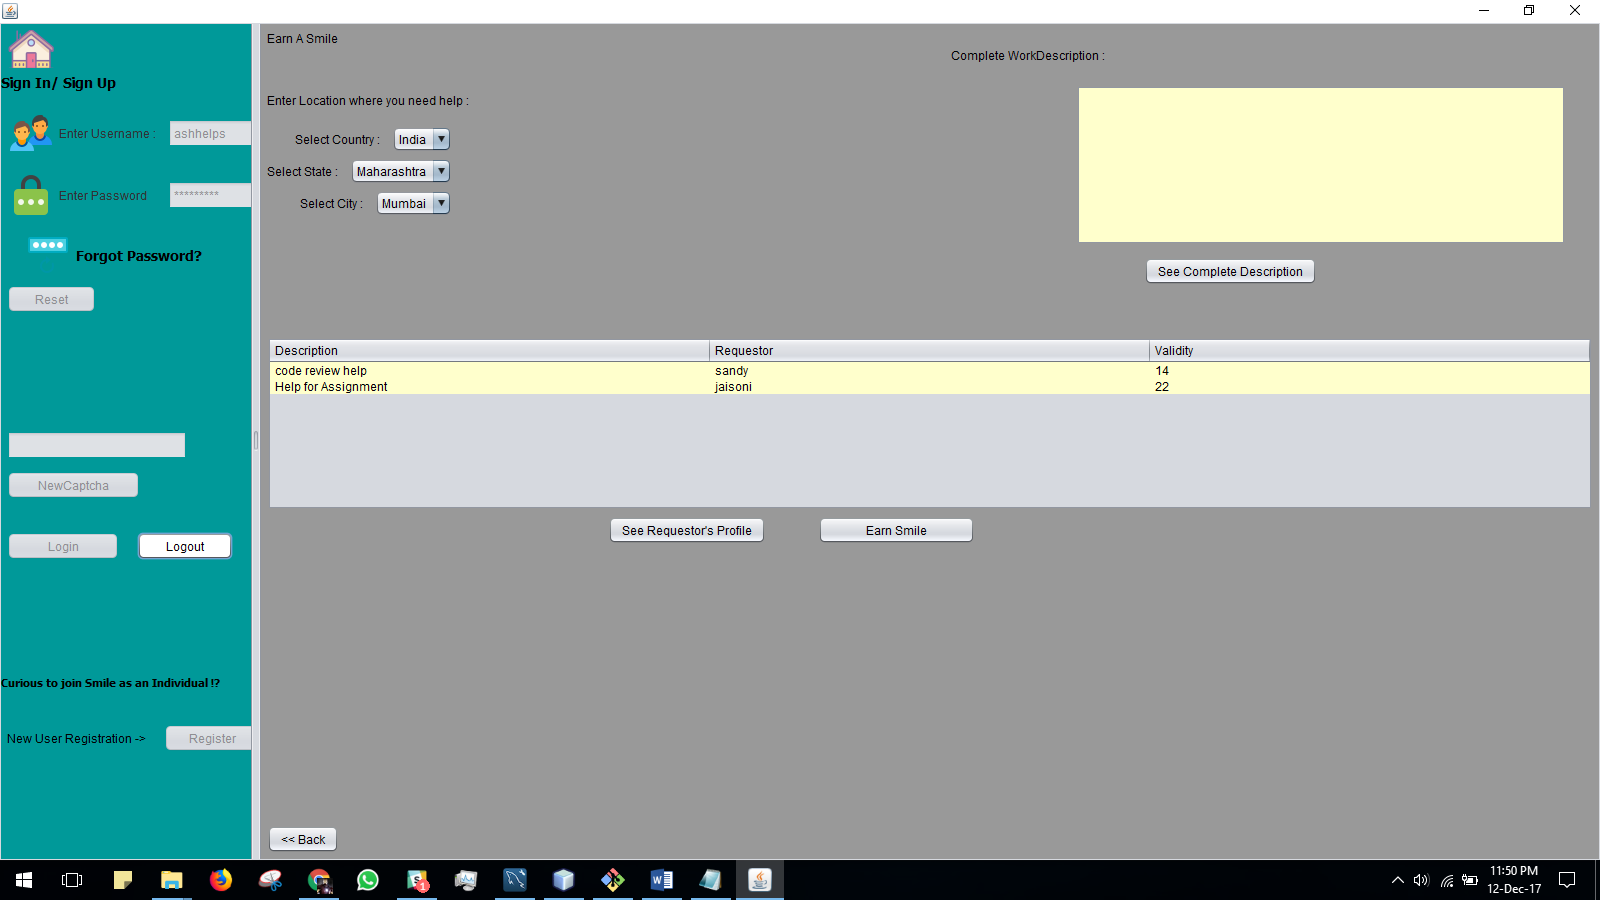 Sign In/ Sign Up
Enter Username :
ashhelps
Enter Password
*********
Forgot Password?
Reset
NewCaptcha
Login
Logout
Curious to join Smile as an Individual !?
New User Registration ->
Register
Earn A Smile
Complete WorkDescription :
Enter Location where you need help :
Select Country :
India
Select State :
Maharashtra
Select City :
Mumbai
See Complete Description
Description Requestor Validity
code review help sandy 14
Help for Assignment jaisoni 22
See Requestor's Profile
Earn Smile
<< Back
1
11:50 PM
12-Dec-17